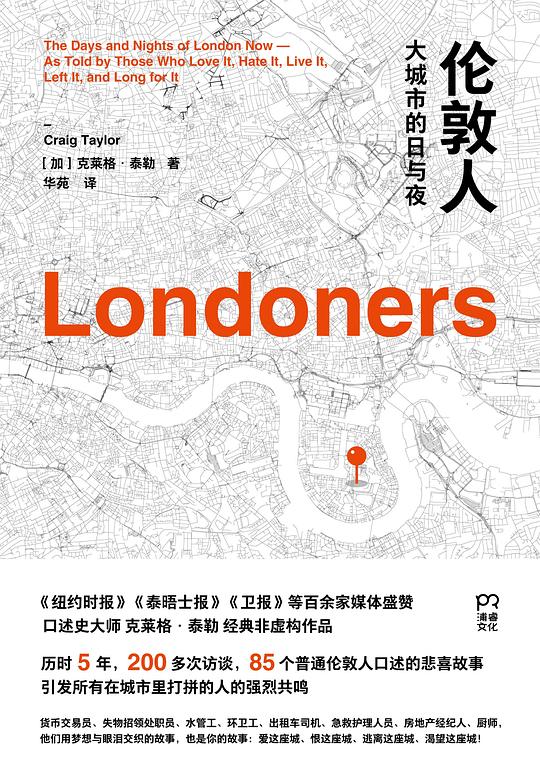 The Days and Nights of London Now —
As Told by Those Who Love It, Hate It, Live It,
Left It, and Long for It
伦敦人
大城市的日与夜
–
Craig Taylor
[ 加 ] 克莱格 · 泰勒 著
华苑 译
Londoners
《纽约时报》《泰晤士报》《卫报》等百余家媒体盛赞
口述史大师 克莱格 · 泰勒 经典非虚构作品
浦睿
文化
历时 5 年，200 多次访谈，85 个普通伦敦人口述的悲喜故事
引发所有在城市里打拼的人的强烈共鸣
货币交易员、失物招领处职员、水管工、环卫工、出租车司机、急救护理人员、房地产经纪人、厨师，
他们用梦想与眼泪交织的故事，也是你的故事：爱这座城、恨这座城、逃离这座城、渴望这座城！